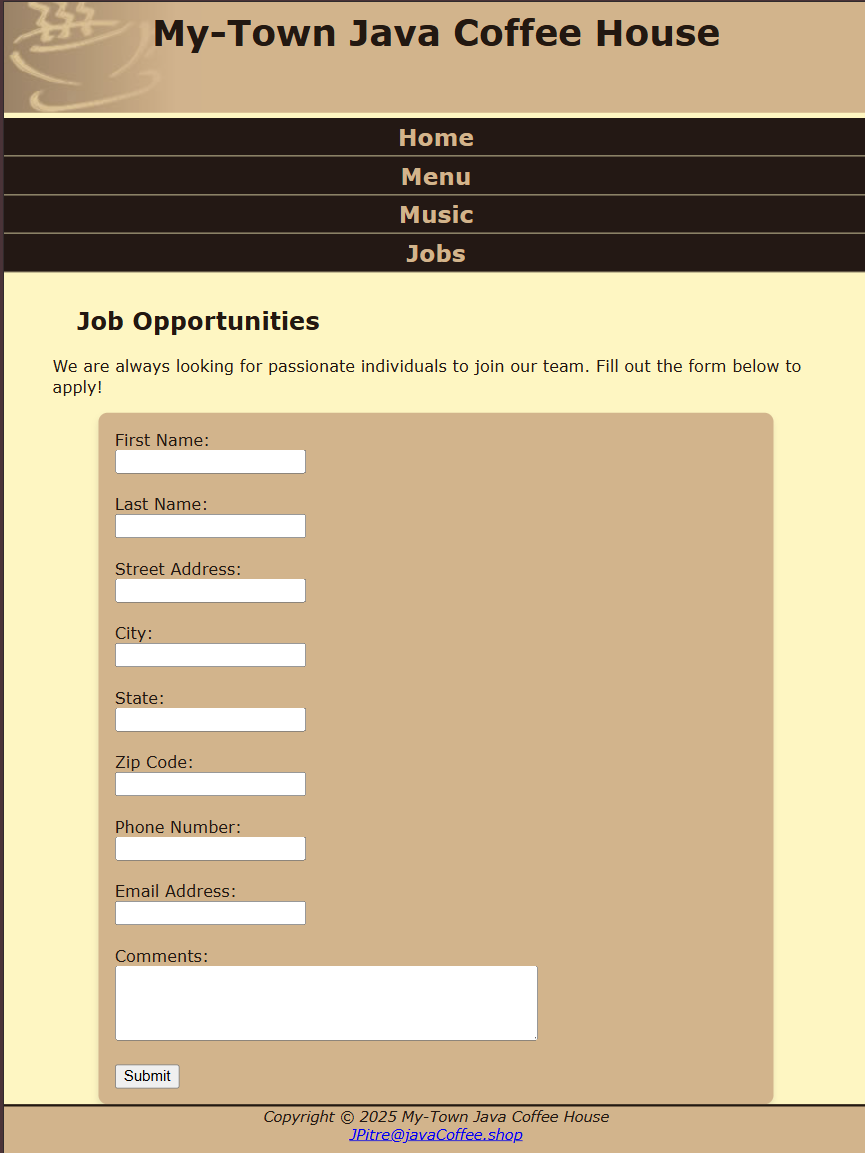 My-Town Java Coffee House
Home
Menu
Music
Jobs
Job Opportunities
We are always looking for passionate individuals to join our team. Fill out the form below to
apply!
First Name:
Last Name:
Street Address:
City:
State:
Zip Code:
Phone Number:
Email Address:
Comments:
Submit
Copyright © 2025 My-Town Java Coffee House
JPitre@javaCoffee.shop